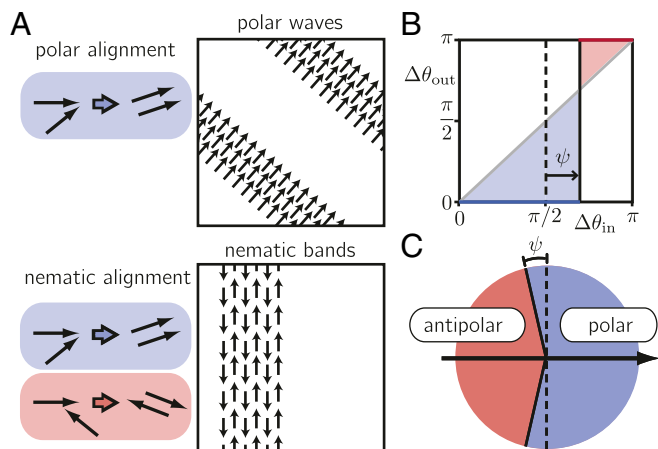 A
polar waves
polar alignment
nematic bands
nematic alignment
B
π
Δθout
π/2
ψ
0
0
π/2
Δθin
π
C
ψ
antipolar
polar